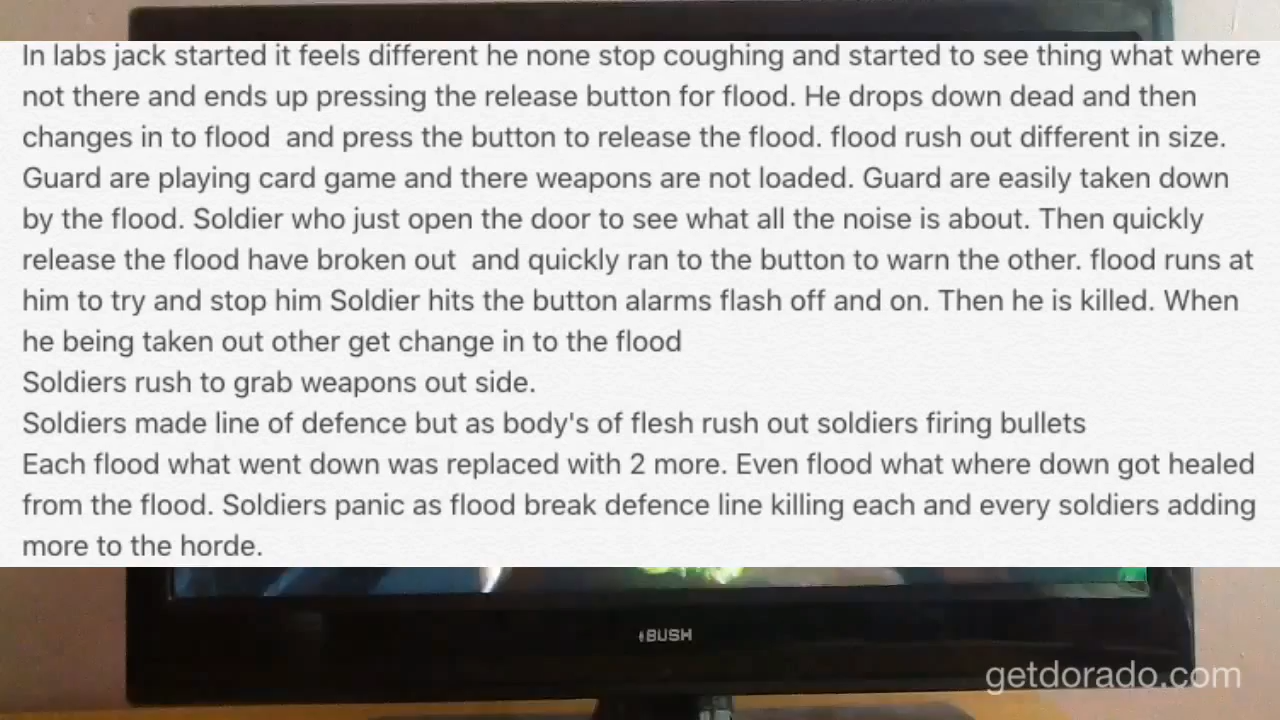 In labs jack started it feels different he none stop coughing and started to see thing what where
not there and ends up pressing the release button for flood. He drops down dead and then
changes in to flood  and press the button to release the flood. flood rush out different in size.
Guard are playing card game and there weapons are not loaded. Guard are easily taken down
by the flood. Soldier who just open the door to see what all the noise is about. Then quickly
release the flood have broken out  and quickly ran to the button to warn the other. flood runs at
him to try and stop him Soldier hits the button alarms flash off and on. Then he is killed. When
he being taken out other get change in to the flood
Soldiers rush to grab weapons out side.
Soldiers made line of defence but as body's of flesh rush out soldiers firing bullets
Each flood what went down was replaced with 2 more. Even flood what where down got healed
from the flood. Soldiers panic as flood break defence line killing each and every soldiers adding
more to the horde.
BUSH
getdorado.com